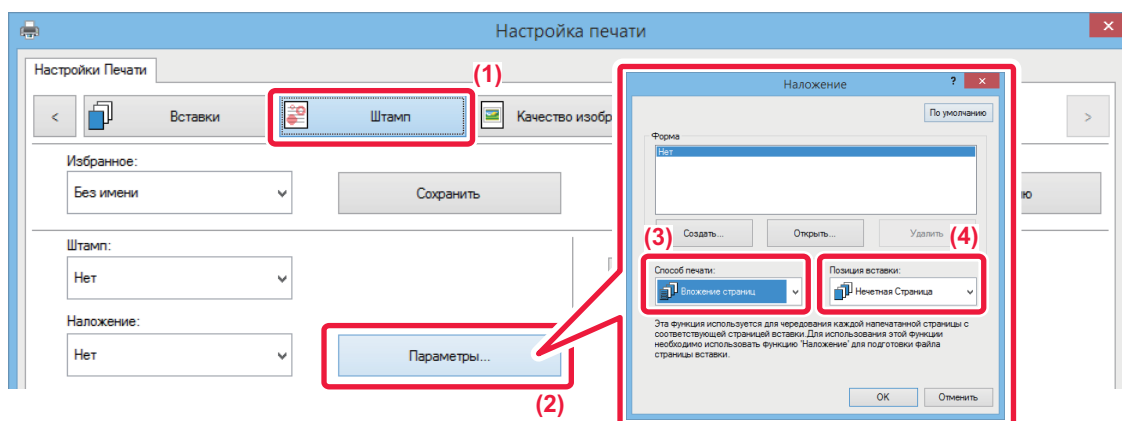 Настройка печати
Настройки Печати
(1)
<
Вставки
Штамп
Качество изобр
>
Избранное:
Без имени
Сохранить
ю
Штамп:
Нет
Наложение:
Нет
Параметры...
(2)
Наложение
?
По умолчанию
Форма
Нет
Создать...
Открыть...
Удалить
(3)
(4)
Способ печати:
Вложение страниц
Позиция вставки:
Нечетная Страница
Эта функция используется для чередования каждой напечатанной страницы с
соответствующей страницей вставки.Для использования этой функции
необходимо использовать функцию 'Наложение' для подготовки файла
страницы вставки.
OK
Отменить